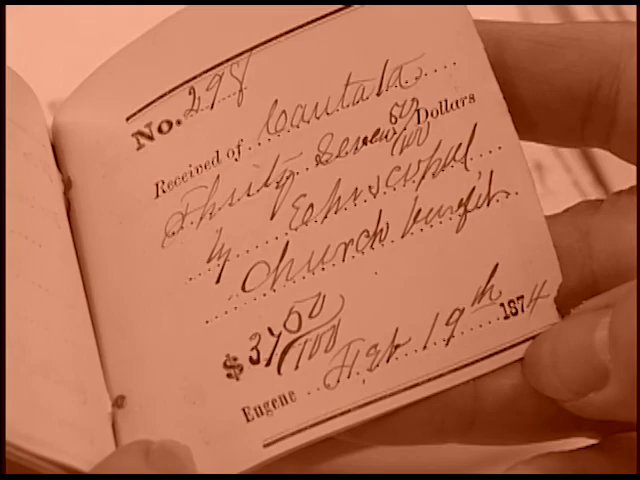 No. 298
Received of Cantata
Thirty Seven 50/100 Dollars
by Episcopal
Church benefit
$ 37 50/100
Eugene Feb 19th 1874